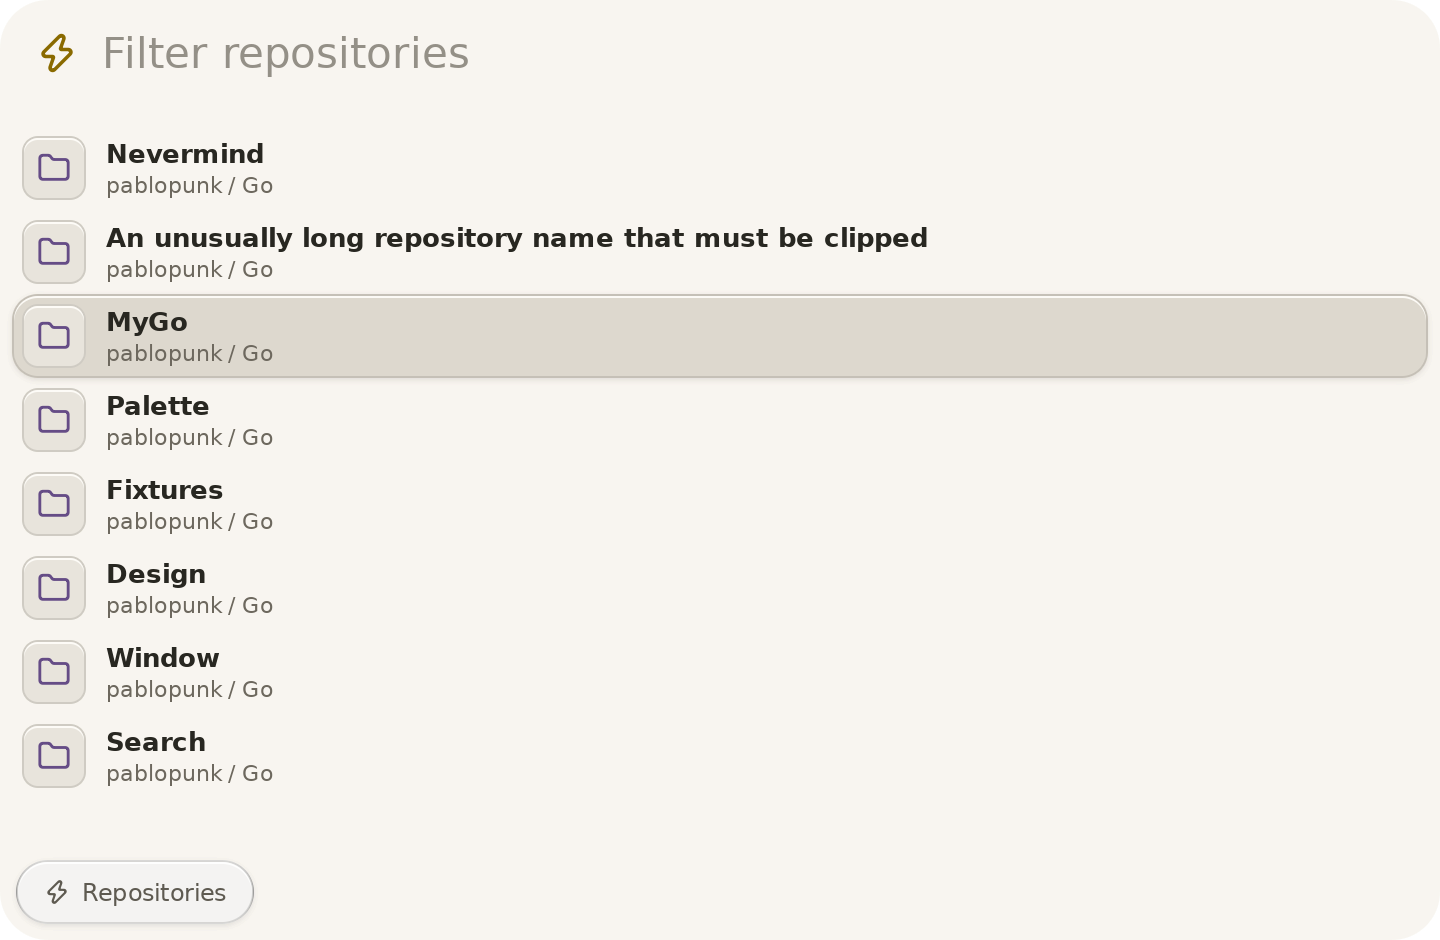 Filter repositories
Nevermind
pablopunk / Go
An unusually long repository name that must be clipped
pablopunk / Go
MyGo
pablopunk / Go
Palette
pablopunk / Go
Fixtures
pablopunk / Go
Design
pablopunk / Go
Window
pablopunk / Go
Search
pablopunk / Go
Repositories